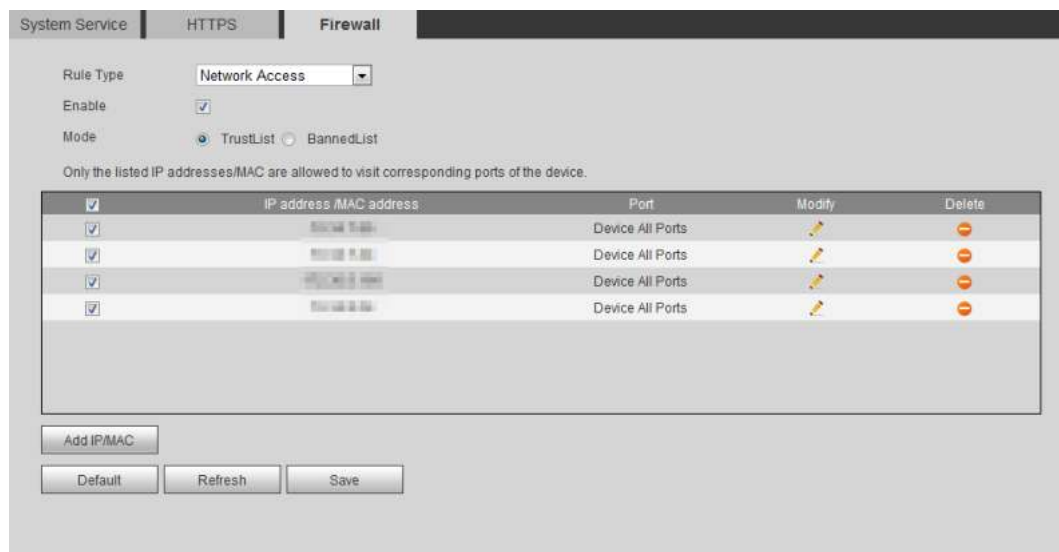 System Service HTTPS Firewall
Rule Type Network Access
Enable
Mode TrustList BannedList
Only the listed IP addresses/MAC are allowed to visit corresponding ports of the device.
IP address /MAC address Port Modify Delete
Device All Ports
Device All Ports
Device All Ports
Device All Ports
Add IP/MAC
Default Refresh Save